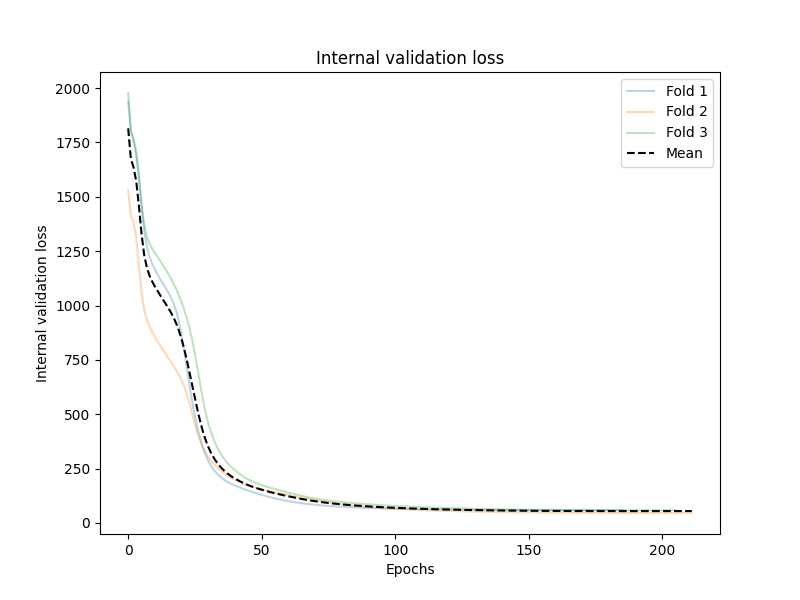 Internal validation loss
Fold 1
Fold 2
Fold 3
Mean
Internal validation loss
2000
1750
1500
1250
1000
750
500
250
0
0 50 100 150 200
Epochs